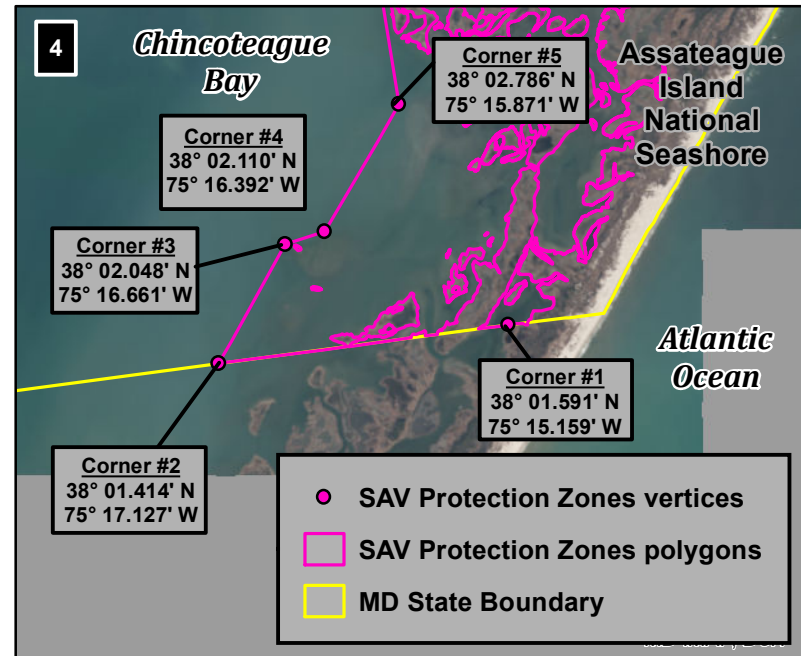 4
Chincoteague
Bay
Corner #5
38° 02.786' N
75° 15.871' W
Assateague
Island
National
Seashore
Corner #4
38° 02.110' N
75° 16.392' W
Corner #3
38° 02.048' N
75° 16.661' W
Atlantic
Ocean
Corner #1
38° 01.591' N
75° 15.159' W
Corner #2
38° 01.414' N
75° 17.127' W
SAV Protection Zones vertices
SAV Protection Zones polygons
MD State Boundary